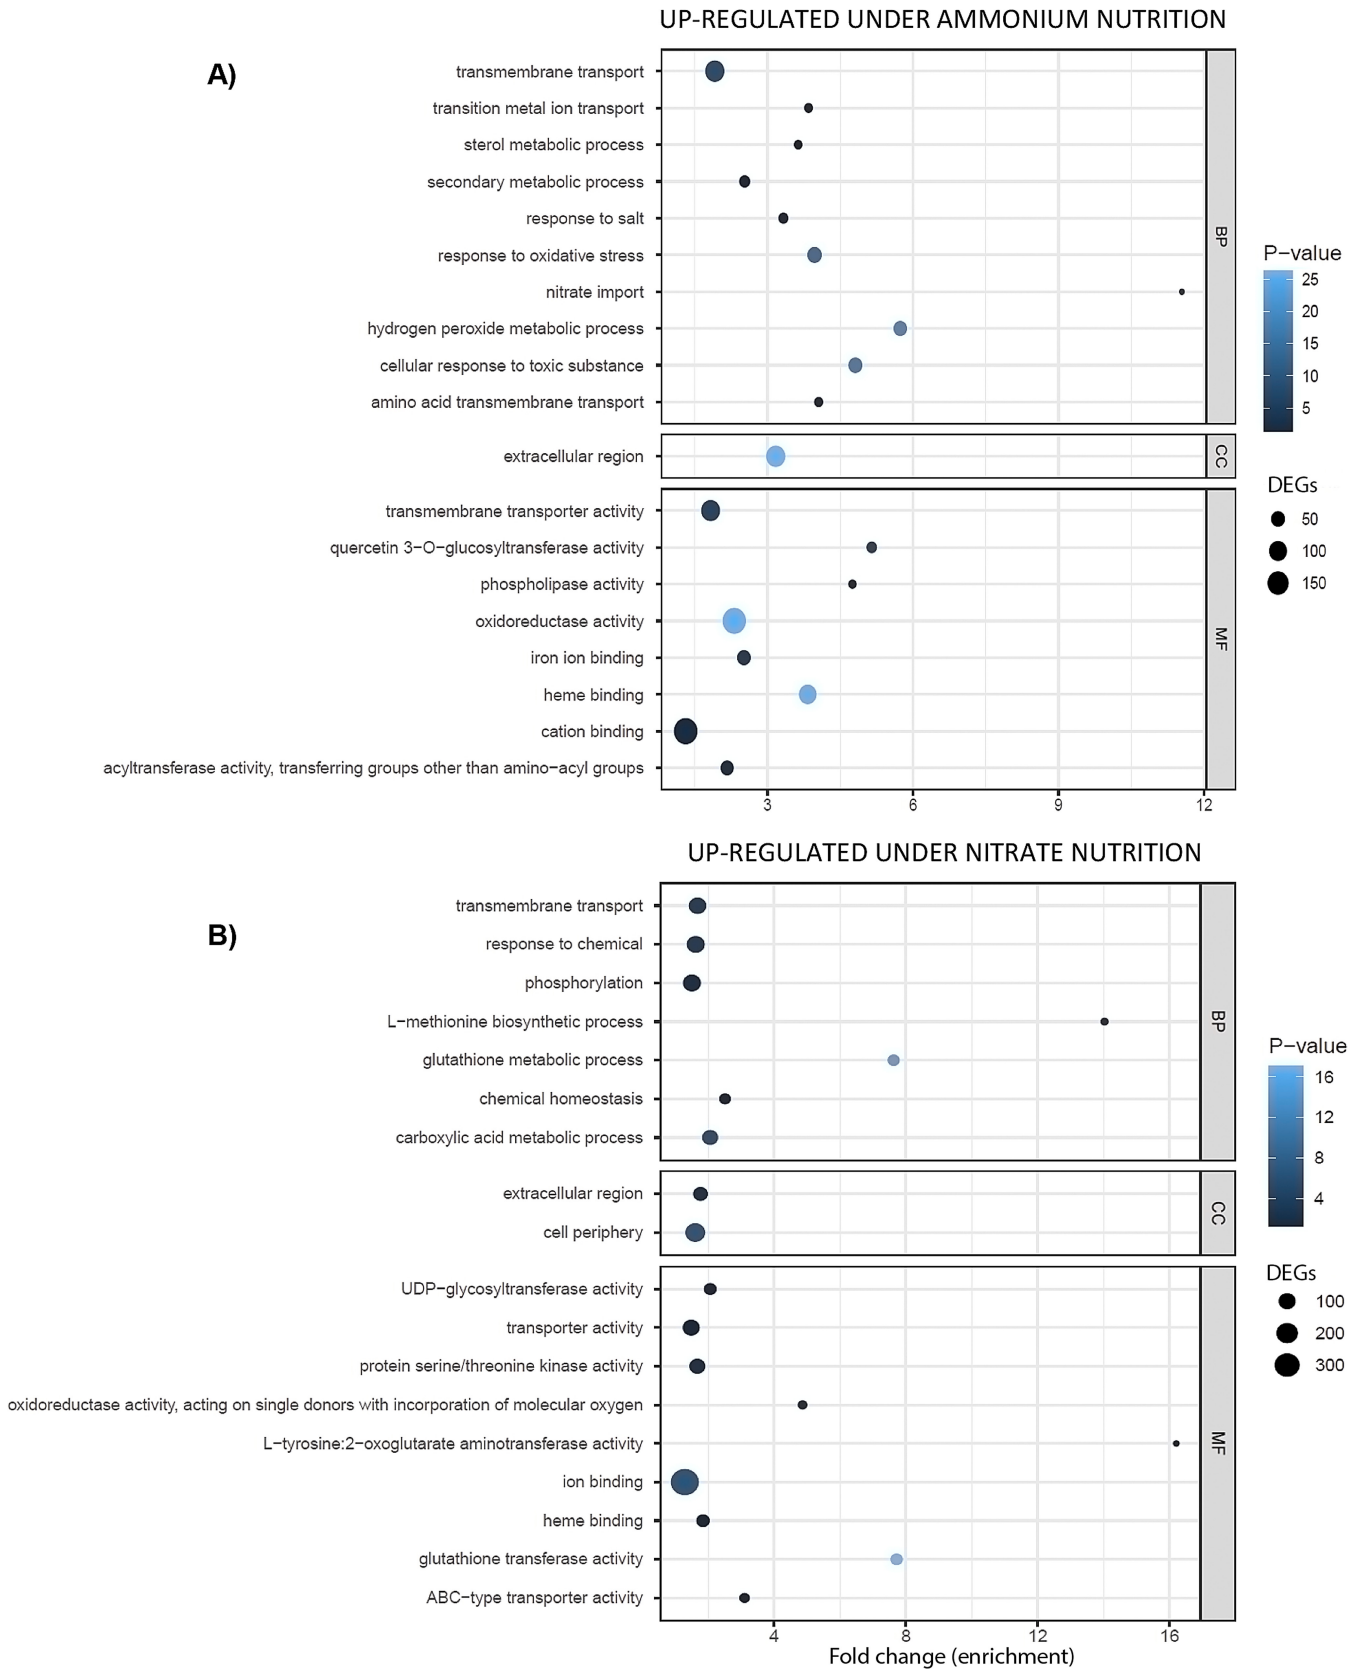 UP-REGULATED UNDER AMMONIUM NUTRITION
A)
transmembrane transport
transition metal ion transport
sterol metabolic process
secondary metabolic process
response to salt
response to oxidative stress
nitrate import
hydrogen peroxide metabolic process
cellular response to toxic substance
amino acid transmembrane transport
BP
extracellular region
CC
transmembrane transporter activity
quercetin 3−O−glucosyltransferase activity
phospholipase activity
oxidoreductase activity
iron ion binding
heme binding
cation binding
acyltransferase activity, transferring groups other than amino−acyl groups
MF
3 6 9 12
P−value
25
20
15
10
5
DEGs
50
100
150
UP-REGULATED UNDER NITRATE NUTRITION
B)
transmembrane transport
response to chemical
phosphorylation
L−methionine biosynthetic process
glutathione metabolic process
chemical homeostasis
carboxylic acid metabolic process
BP
extracellular region
cell periphery
CC
UDP−glycosyltransferase activity
transporter activity
protein serine/threonine kinase activity
oxidoreductase activity, acting on single donors with incorporation of molecular oxygen
L−tyrosine:2−oxoglutarate aminotransferase activity
ion binding
heme binding
glutathione transferase activity
ABC−type transporter activity
MF
4 8 12 16
Fold change (enrichment)
P−value
16
12
8
4
DEGs
100
200
300